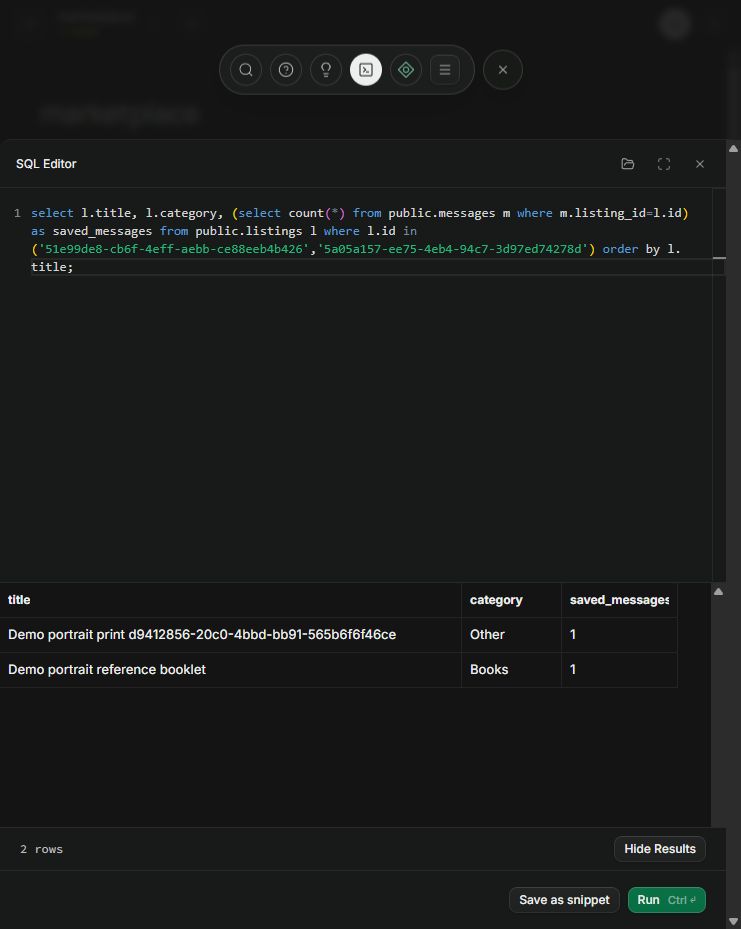 marketplace
SQL Editor
1 select l.title, l.category, (select count(*) from public.messages m where m.listing_id=l.id)
as saved_messages from public.listings l where l.id in
('51e99de8-cb6f-4eff-aebb-ce88eeb4b426','5a05a157-ee75-4eb4-94c7-3d97ed74278d') order by l.
title;
title category saved_messages
Demo portrait print d9412856-20c0-4bbd-bb91-565b6f6f46ce Other 1
Demo portrait reference booklet Books 1
2 rows Hide Results
Save as snippet Run Ctrl ↵